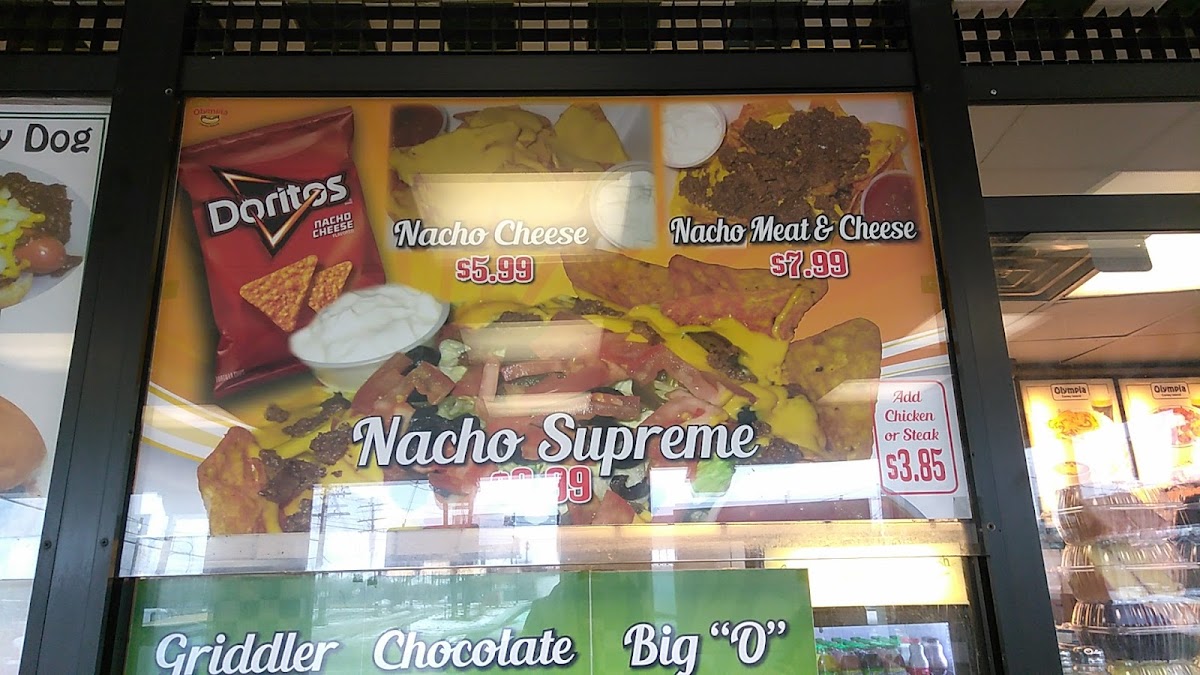 y Dog
Olympia
Doritos
NACHO
CHEESE
Nacho Cheese
$5.99
Nacho Meat & Cheese
$7.99
Nacho Supreme
Add
Chicken
or Steak
$3.85
Olympia
Olympia
Griddler Chocolate Big “O”